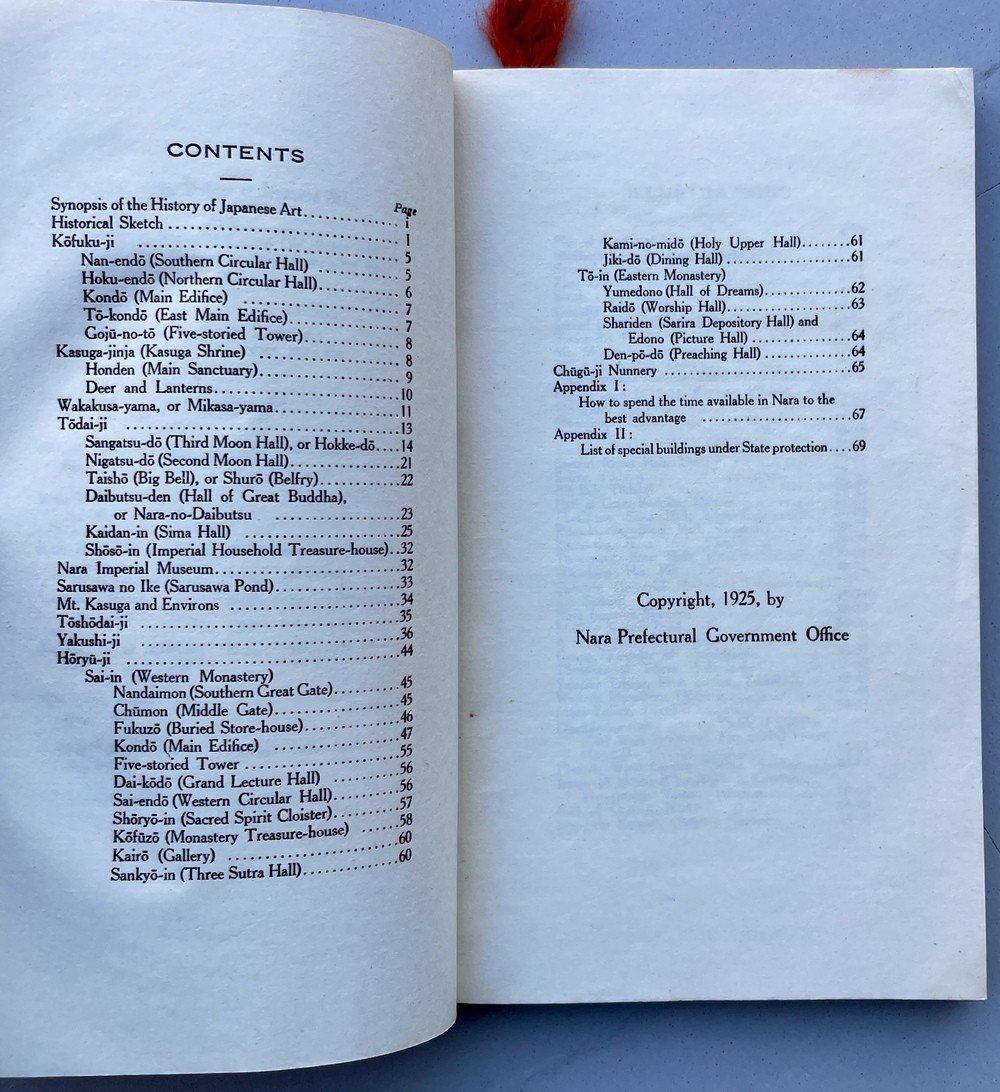 CONTENTS
Page
Synopsis of the History of Japanese Art.................. i
Historical Sketch .................................... 1
Kōfuku-ji .................................... 5
Nan-endō (Southern Circular Hall) ............... 5
Hoku-endō (Northern Circular Hall)............... 6
Kondō (Main Edifice) ........................ 7
Tō-kondō (East Main Edifice).................. 7
Gojū-no-tō (Five-storied Tower)............... 8
Kasuga-jinja (Kasuga Shrine) ..................... 8
Honden (Main Sanctuary)..................... 9
Deer and Lanterns...........................10
Wakakusa-yama, or Mikasa-yama..................11
Tōdai-ji ....................................13
Sangatsu-dō (Third Moon Hall), or Hokke-dō....14
Nigatsu-dō (Second Moon Hall)..................21
Taishō (Big Bell), or Shurō (Belfry)...............22
Daibutsu-den (Hall of Great Buddha),
or Nara-no-Daibutsu ..................23
Kaidan-in (Sima Hall) ........................25
Shōsō-in (Imperial Household Treasure-house)..32
Nara Imperial Museum...........................32
Sarusawa no Ike (Sarusawa Pond)..................33
Mt. Kasuga and Environs ........................34
Tōshōdai-ji ....................................35
Yakushi-ji ....................................36
Hōryū-ji ....................................44
Sai-in (Western Monastery)
Nandaimon (Southern Great Gate)..........45
Chūmon (Middle Gate)..................45
Fukuzō (Buried Store-house)...............46
Kondō (Main Edifice) ..................47
Five-storied Tower .....................55
Dai-kōdō (Grand Lecture Hall) ..........56
Sai-endō (Western Circular Hall)..........56
Shōryō-in (Sacred Spirit Cloister)..........57
Kōfūzō (Monastery Treasure-house) ......58
Kairō (Gallery) ........................60
Sankyō-in (Three Sutra Hall)...............60
Kami-no-midō (Holy Upper Hall)........61
Jiki-dō (Dining Hall) ..................61
Tō-in (Eastern Monastery)
Yumedono (Hall of Dreams)...............62
Raidō (Worship Hall).....................63
Shariden (Sarira Depository Hall) and
Edono (Picture Hall) ...............64
Den-pō-dō (Preaching Hall) ...............64
Chūgū-ji Nunnery ...........................65
Appendix I :
How to spend the time available in Nara to the
best advantage .....................67
Appendix II :
List of special buildings under State protection....69
Copyright, 1925, by
Nara Prefectural Government Office